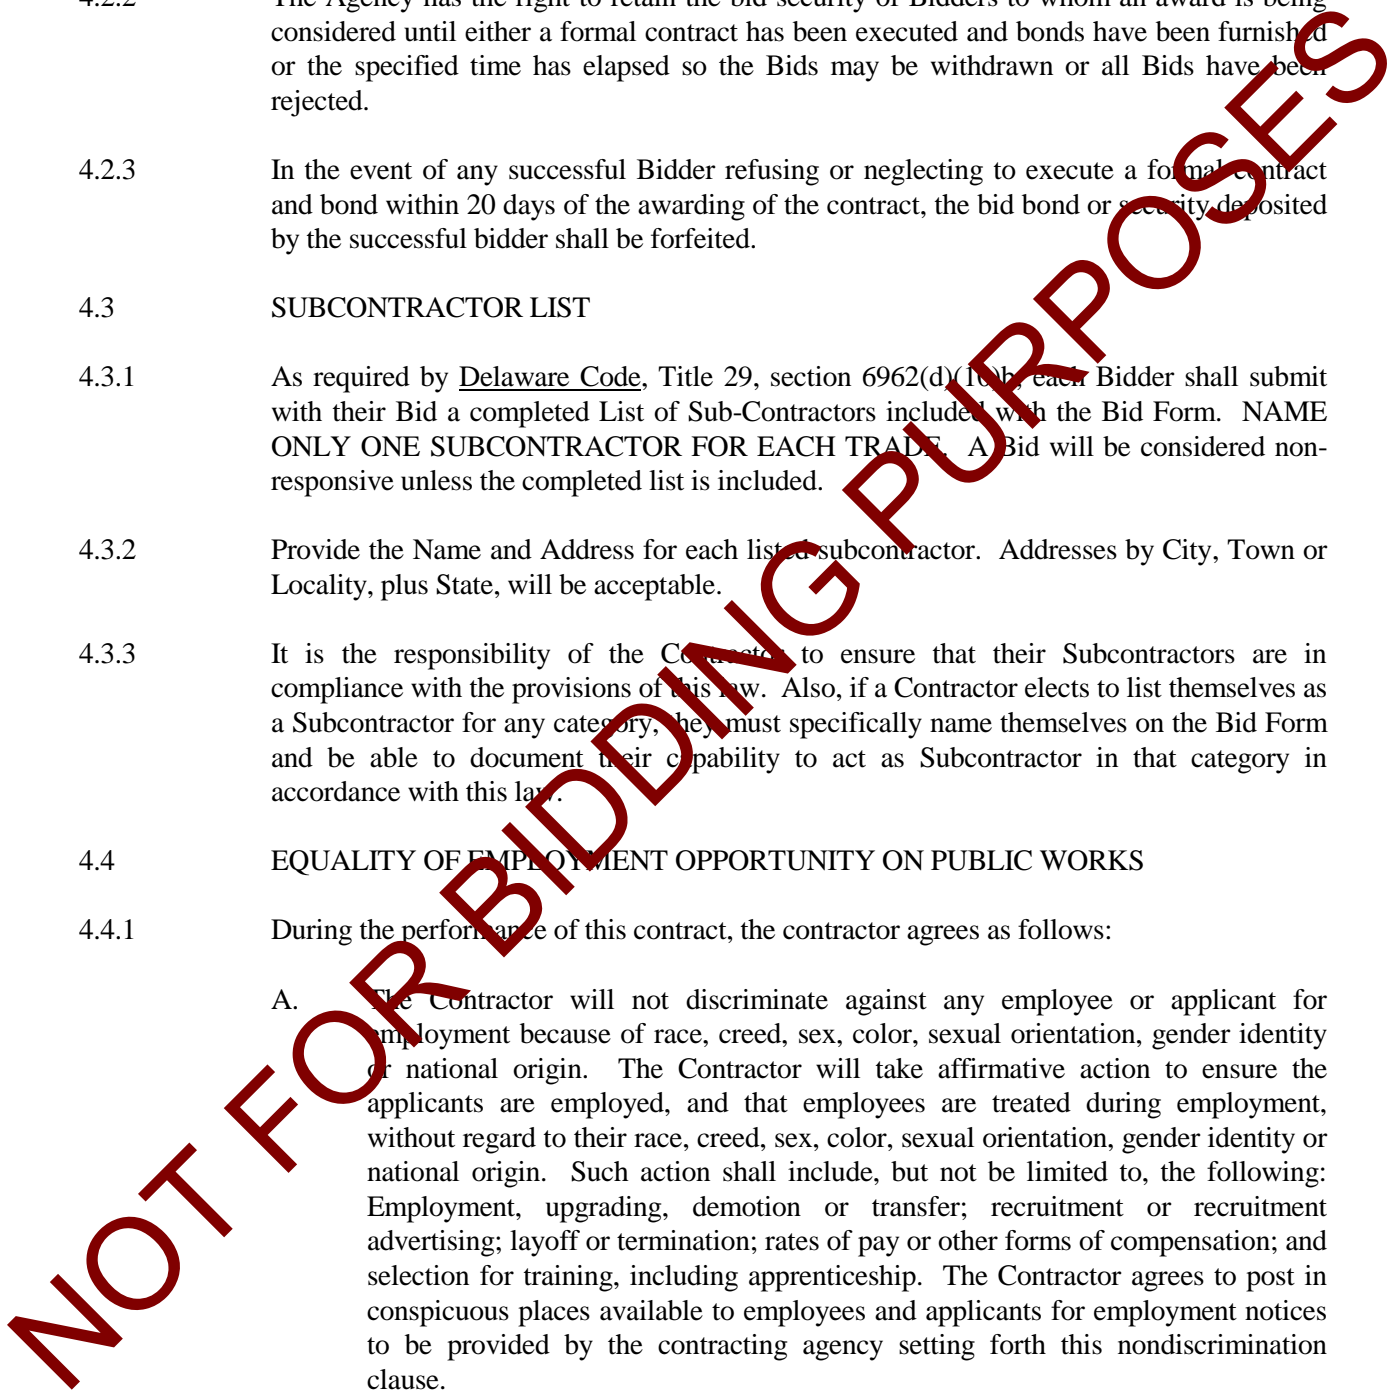 4.2.2 The Agency has the right to retain the bid security of Bidders to whom an award is being
considered until either a formal contract has been executed and bonds have been furnished
or the specified time has elapsed so the Bids may be withdrawn or all Bids have been
rejected.
4.2.3 In the event of any successful Bidder refusing or neglecting to execute a formal contract
and bond within 20 days of the awarding of the contract, the bid bond or security deposited
by the successful bidder shall be forfeited.
4.3 SUBCONTRACTOR LIST
4.3.1 As required by Delaware Code, Title 29, section 6962(d)(10)b, each Bidder shall submit
with their Bid a completed List of Sub-Contractors included with the Bid Form. NAME
ONLY ONE SUBCONTRACTOR FOR EACH TRADE. A Bid will be considered non-
responsive unless the completed list is included.
4.3.2 Provide the Name and Address for each listed subcontractor. Addresses by City, Town or
Locality, plus State, will be acceptable.
4.3.3 It is the responsibility of the Contractor to ensure that their Subcontractors are in
compliance with the provisions of this law. Also, if a Contractor elects to list themselves as
a Subcontractor for any category, they must specifically name themselves on the Bid Form
and be able to document their capability to act as Subcontractor in that category in
accordance with this law.
4.4 EQUALITY OF EMPLOYMENT OPPORTUNITY ON PUBLIC WORKS
4.4.1 During the performance of this contract, the contractor agrees as follows:
A. The Contractor will not discriminate against any employee or applicant for
employment because of race, creed, sex, color, sexual orientation, gender identity
or national origin. The Contractor will take affirmative action to ensure the
applicants are employed, and that employees are treated during employment,
without regard to their race, creed, sex, color, sexual orientation, gender identity or
national origin. Such action shall include, but not be limited to, the following:
Employment, upgrading, demotion or transfer; recruitment or recruitment
advertising; layoff or termination; rates of pay or other forms of compensation; and
selection for training, including apprenticeship. The Contractor agrees to post in
conspicuous places available to employees and applicants for employment notices
to be provided by the contracting agency setting forth this nondiscrimination
clause.
NOT FOR BIDDING PURPOSES